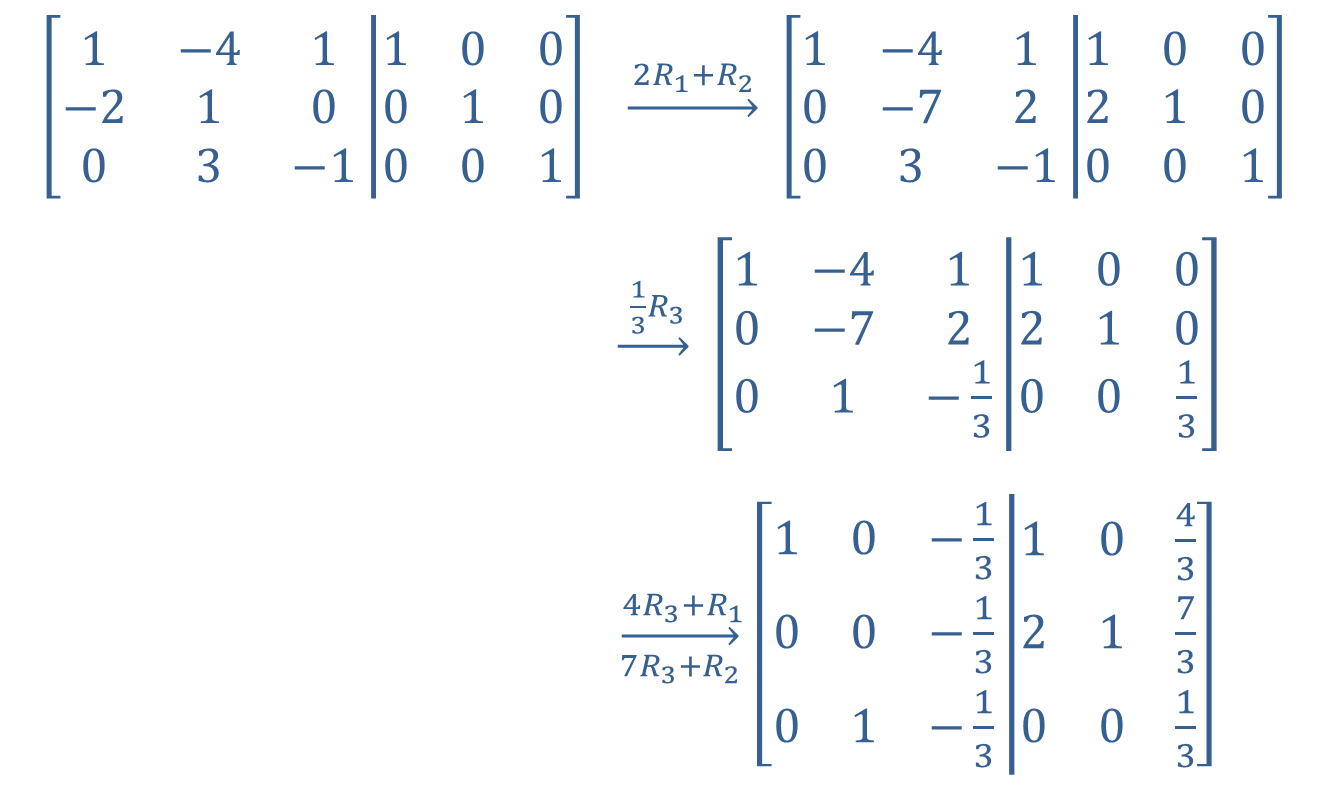 [ 1 −4 1 | 1 0 0 ] 2R₁+R₂ → [ 1 −4 1 | 1 0 0 ]
[ −2 1 0 | 0 1 0 ] [ 0 −7 2 | 2 1 0 ]
[ 0 3 −1 | 0 0 1 ] [ 0 3 −1 | 0 0 1 ]
1/3 R₃ → [ 1 −4 1 | 1 0 0 ]
[ 0 −7 2 | 2 1 0 ]
[ 0 1 −1/3 | 0 0 1/3 ]
4R₃+R₁ → 7R₃+R₂ [ 1 0 −1/3 | 1 0 4/3 ]
[ 0 0 −1/3 | 2 1 7/3 ]
[ 0 1 −1/3 | 0 0 1/3 ]